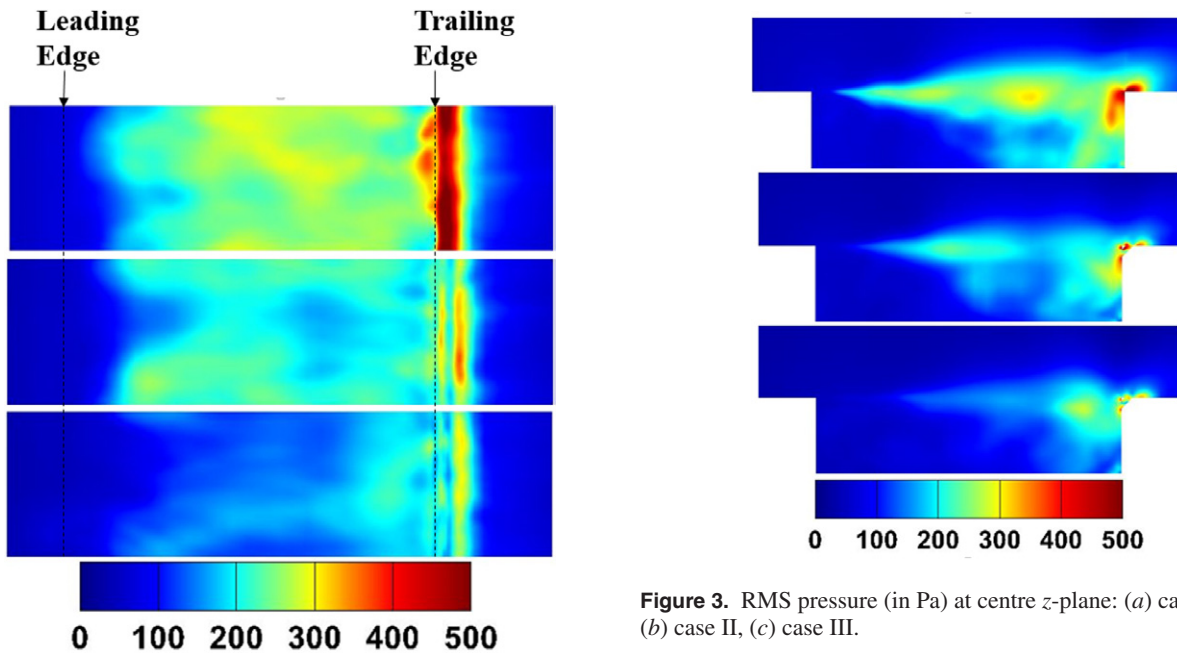 Leading
Edge
Trailing
Edge
0 100 200 300 400 500
0 100 200 300 400 500
Figure 3. RMS pressure (in Pa) at centre z-plane: (a)
(b) case II, (c) case III.